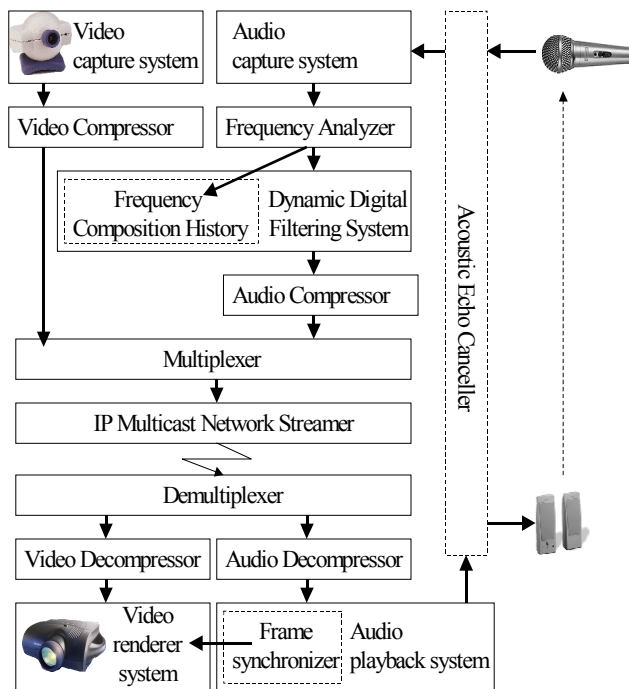 Video
capture system
Audio
capture system
Video Compressor
Frequency Analyzer
Frequency
Composition History
Dynamic Digital
Filtering System
Audio Compressor
Acoustic Echo Canceller
Multiplexer
IP Multicast Network Streamer
Demultiplexer
Video Decompressor
Audio Decompressor
Video
renderer
system
Frame
synchronizer
Audio
playback system